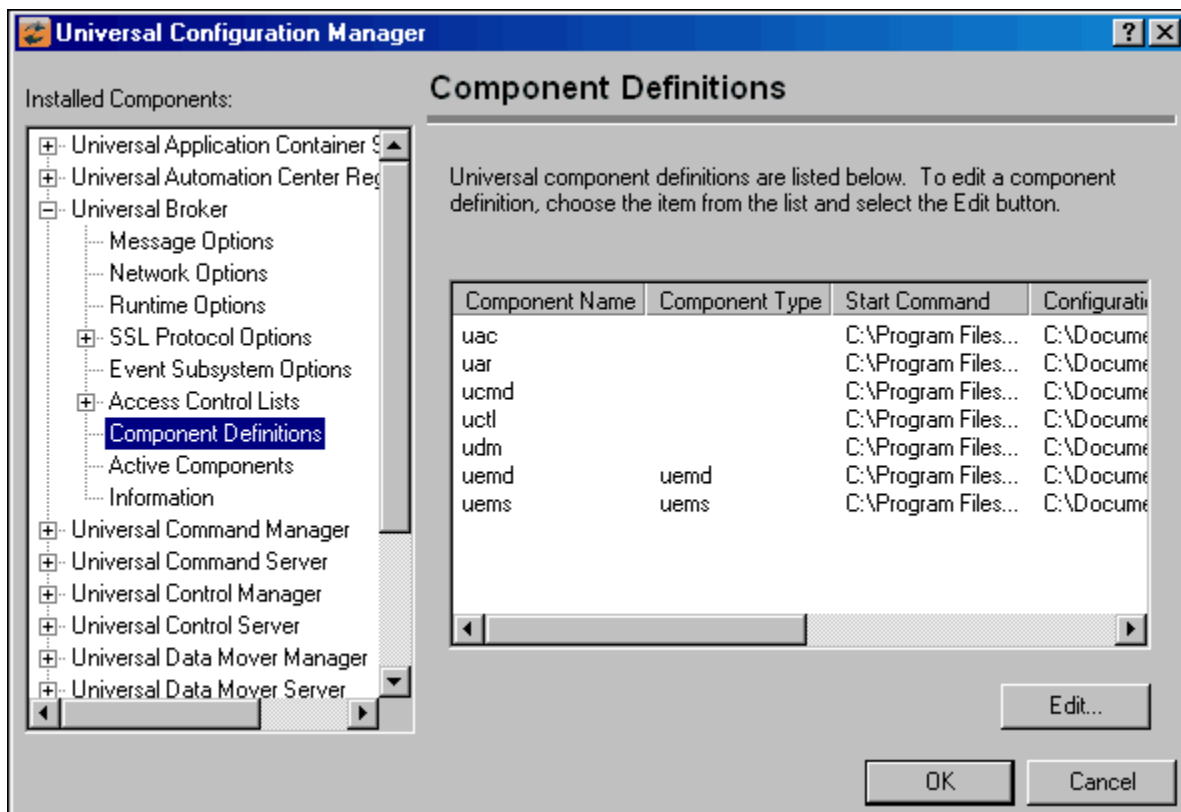 Universal Configuration Manager
Installed Components:
Universal Application Container S
Universal Automation Center Reg
Universal Broker
Message Options
Network Options
Runtime Options
SSL Protocol Options
Event Subsystem Options
Access Control Lists
Component Definitions
Active Components
Information
Universal Command Manager
Universal Command Server
Universal Control Manager
Universal Control Server
Universal Data Mover Manager
Universal Data Mover Server
Component Definitions
Universal component definitions are listed below. To edit a component
definition, choose the item from the list and select the Edit button.
Component Name Component Type Start Command Configuratio
uac C:\Program Files... C:\Docume
uar C:\Program Files... C:\Docume
ucmd C:\Program Files... C:\Docume
uctl C:\Program Files... C:\Docume
udm C:\Program Files... C:\Docume
uemd uemd C:\Program Files... C:\Docume
uems uems C:\Program Files... C:\Docume
Edit...
OK Cancel